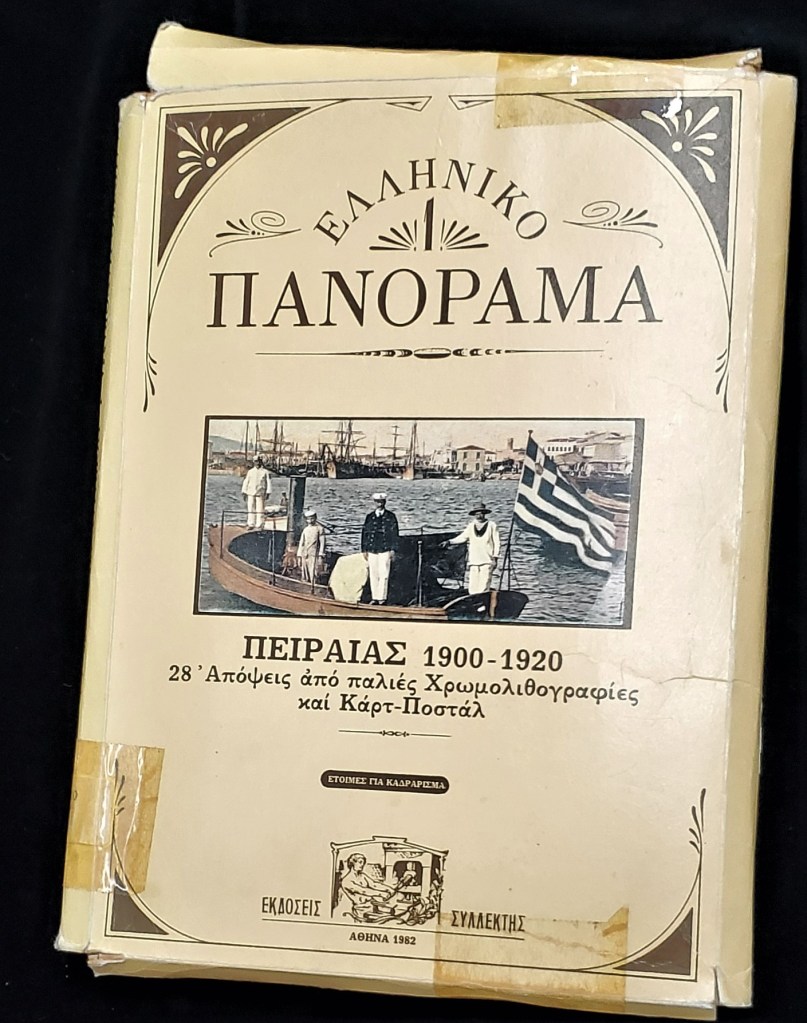 ΕΛΛΗΝΙΚΟ
1
ΠΑΝΟΡΑΜΑ
ΠΕΙΡΑΙΑΣ 1900-1920
28 Ἀπόψεις ἀπό παλιές Χρωμολιθογραφίες
καί Κάρτ-Ποστάλ
ΕΤΟΙΜΕΣ ΓΙΑ ΚΑΔΡΑΡΙΣΜΑ
ΕΚΔΟΣΕΙΣ ΣΥΛΛΕΚΤΗΣ
ΑΘΗΝΑ 1982